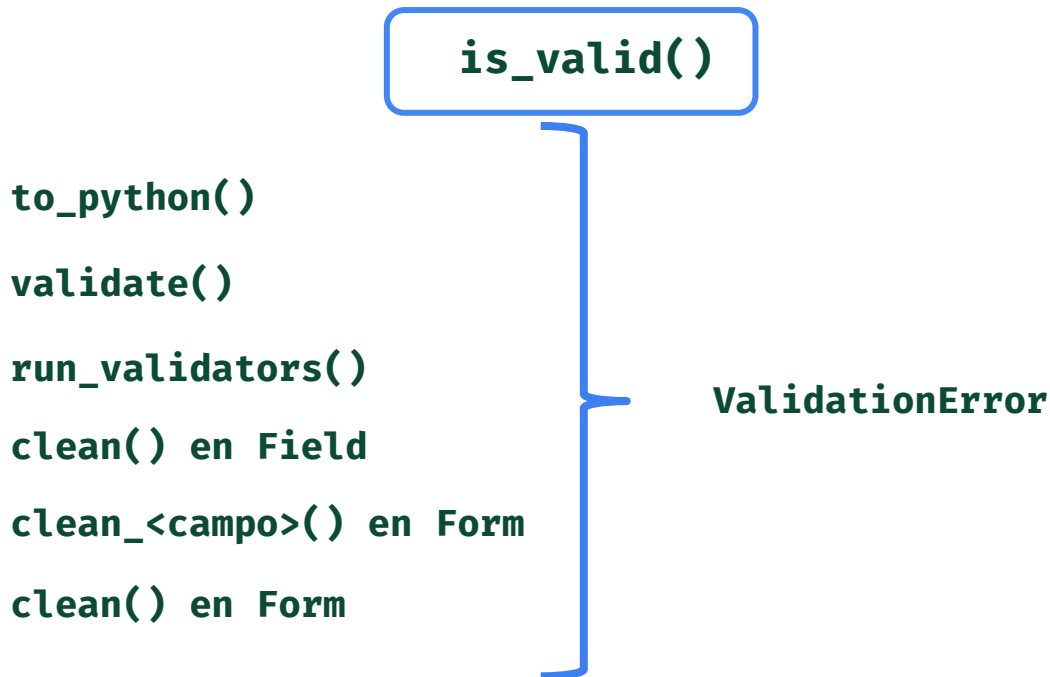 is_valid()
to_python()
validate()
run_validators()
ValidationError
clean() en Field
clean_<campo>() en Form
clean() en Form